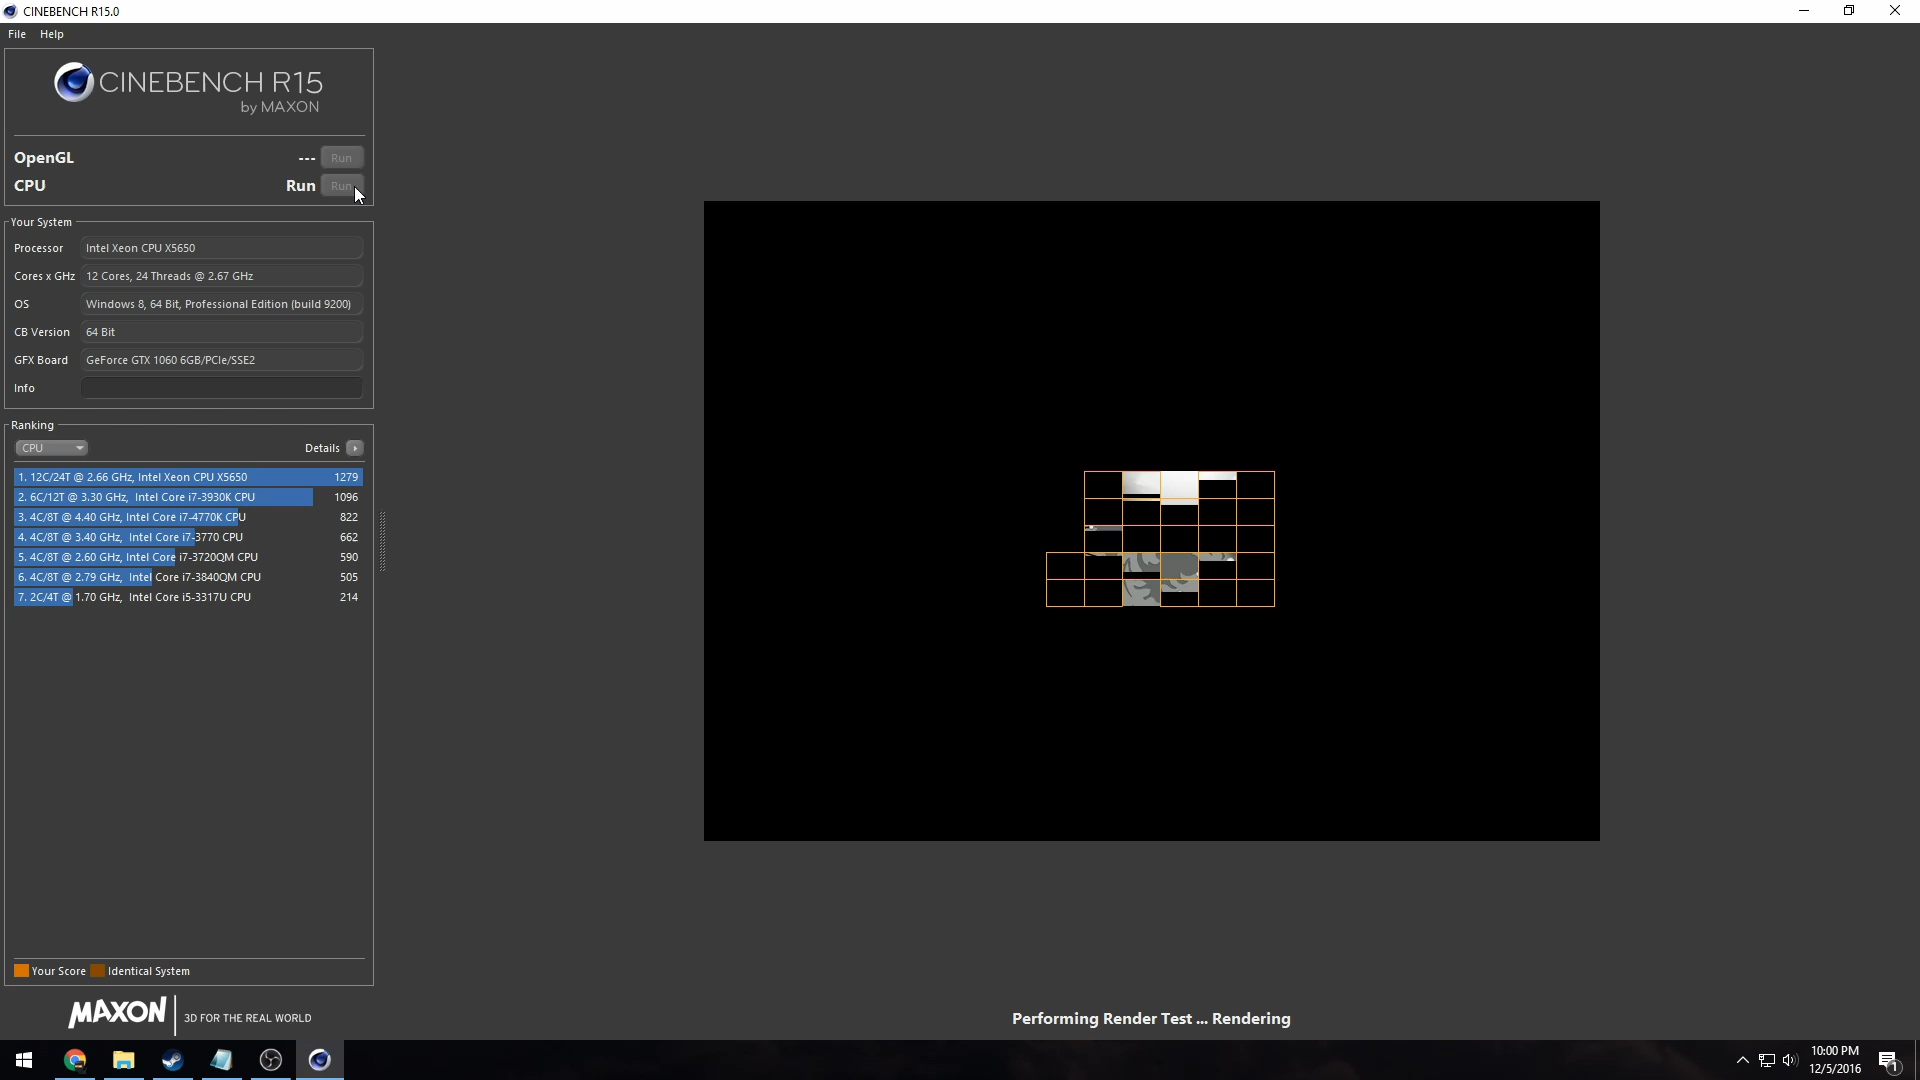 CINEBENCH R15.0
File Help
CINEBENCH R15
by MAXON
OpenGL --- Run
CPU Run Run
Your System
Processor Intel Xeon CPU X5650
Cores x GHz 12 Cores, 24 Threads @ 2.67 GHz
OS Windows 8, 64 Bit, Professional Edition (build 9200)
CB Version 64 Bit
GFX Board GeForce GTX 1060 6GB/PCIe/SSE2
Info
Ranking
CPU Details
1. 12C/24T @ 2.66 GHz, Intel Xeon CPU X5650 1279
2. 6C/12T @ 3.30 GHz, Intel Core i7-3930K CPU 1096
3. 4C/8T @ 4.40 GHz, Intel Core i7-4770K CPU 822
4. 4C/8T @ 3.40 GHz, Intel Core i7-3770 CPU 662
5. 4C/8T @ 2.60 GHz, Intel Core i7-3720QM CPU 590
6. 4C/8T @ 2.79 GHz, Intel Core i7-3840QM CPU 505
7. 2C/4T @ 1.70 GHz, Intel Core i5-3317U CPU 214
Your Score Identical System
MAXON 3D FOR THE REAL WORLD
Performing Render Test ... Rendering
10:00 PM
12/5/2016
1